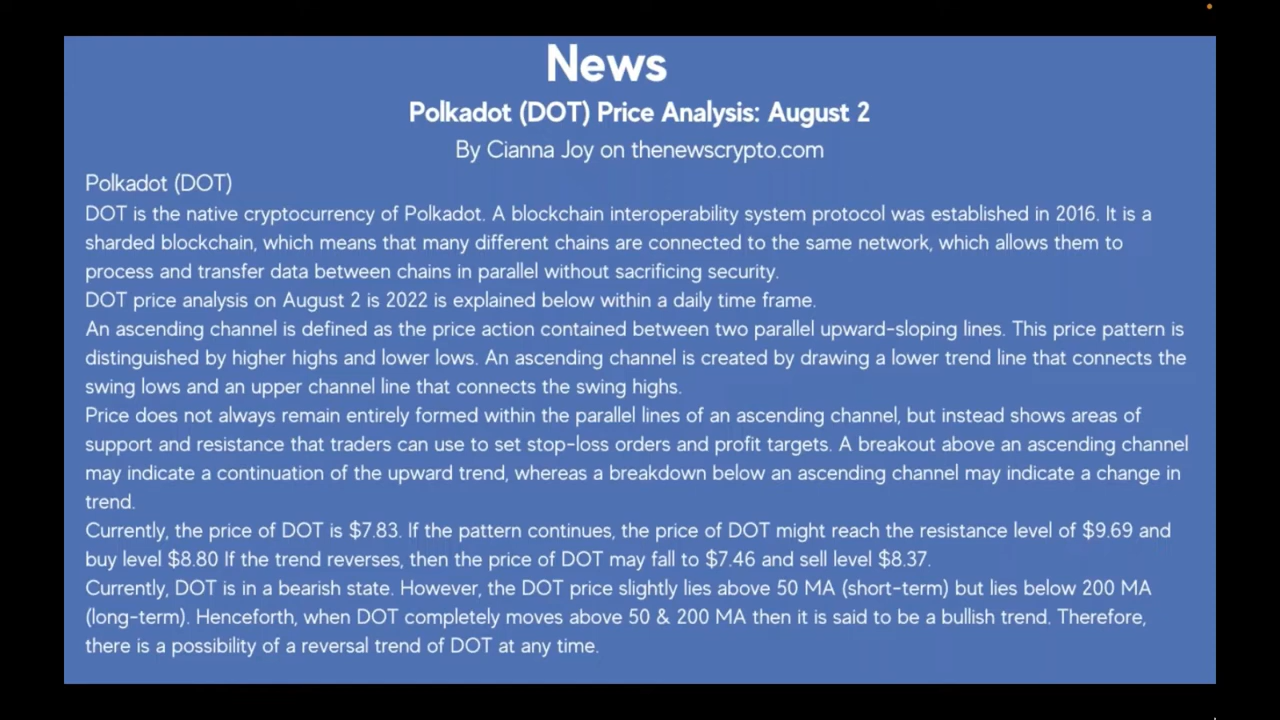 News
Polkadot (DOT) Price Analysis: August 2
By Cianna Joy on thenewscrypto.com
Polkadot (DOT)
DOT is the native cryptocurrency of Polkadot. A blockchain interoperability system protocol was established in 2016. It is a
sharded blockchain, which means that many different chains are connected to the same network, which allows them to
process and transfer data between chains in parallel without sacrificing security.
DOT price analysis on August 2 is 2022 is explained below within a daily time frame.
An ascending channel is defined as the price action contained between two parallel upward-sloping lines. This price pattern is
distinguished by higher highs and lower lows. An ascending channel is created by drawing a lower trend line that connects the
swing lows and an upper channel line that connects the swing highs.
Price does not always remain entirely formed within the parallel lines of an ascending channel, but instead shows areas of
support and resistance that traders can use to set stop-loss orders and profit targets. A breakout above an ascending channel
may indicate a continuation of the upward trend, whereas a breakdown below an ascending channel may indicate a change in
trend.
Currently, the price of DOT is $7.83. If the pattern continues, the price of DOT might reach the resistance level of $9.69 and
buy level $8.80 If the trend reverses, then the price of DOT may fall to $7.46 and sell level $8.37.
Currently, DOT is in a bearish state. However, the DOT price slightly lies above 50 MA (short-term) but lies below 200 MA
(long-term). Henceforth, when DOT completely moves above 50 & 200 MA then it is said to be a bullish trend. Therefore,
there is a possibility of a reversal trend of DOT at any time.